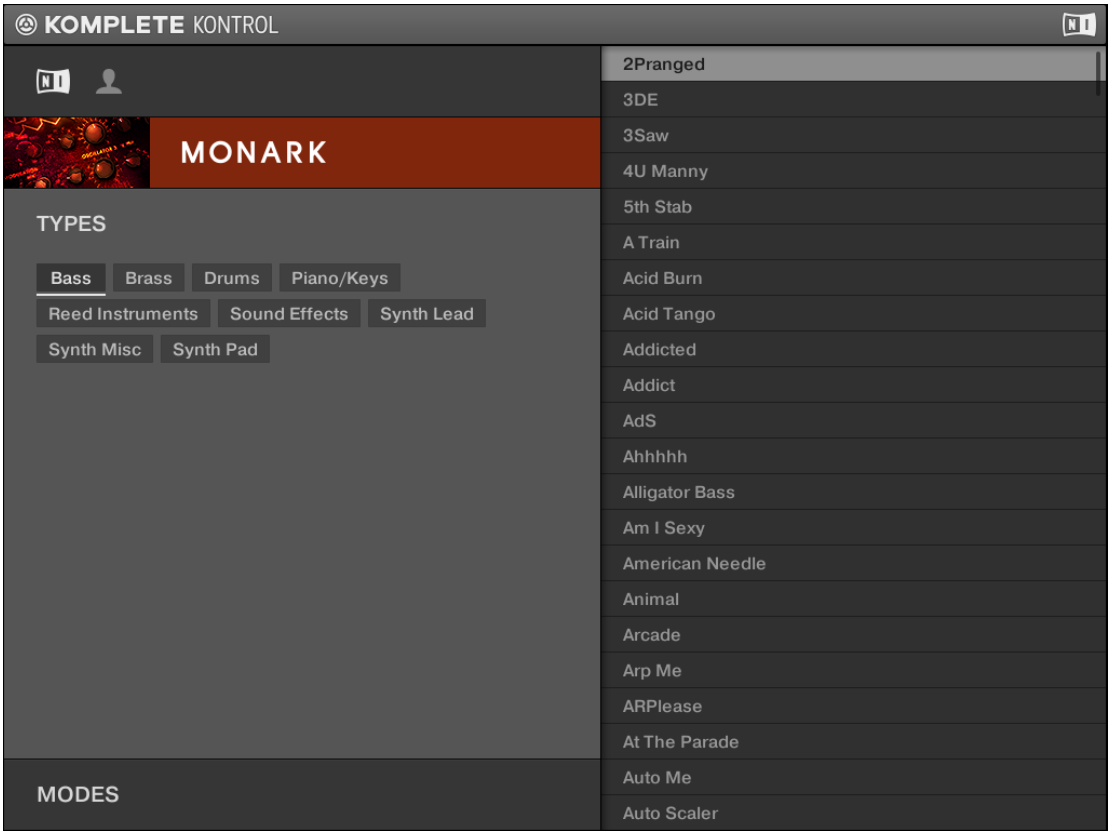 KOMPLETE KONTROL
NI
NI
MONARK
TYPES
Bass Brass Drums Piano/Keys
Reed Instruments Sound Effects Synth Lead
Synth Misc Synth Pad
MODES
2Pranged
3DE
3Saw
4U Manny
5th Stab
A Train
Acid Burn
Acid Tango
Addicted
Addict
AdS
Ahhhhh
Alligator Bass
Am I Sexy
American Needle
Animal
Arcade
Arp Me
ARPlease
At The Parade
Auto Me
Auto Scaler